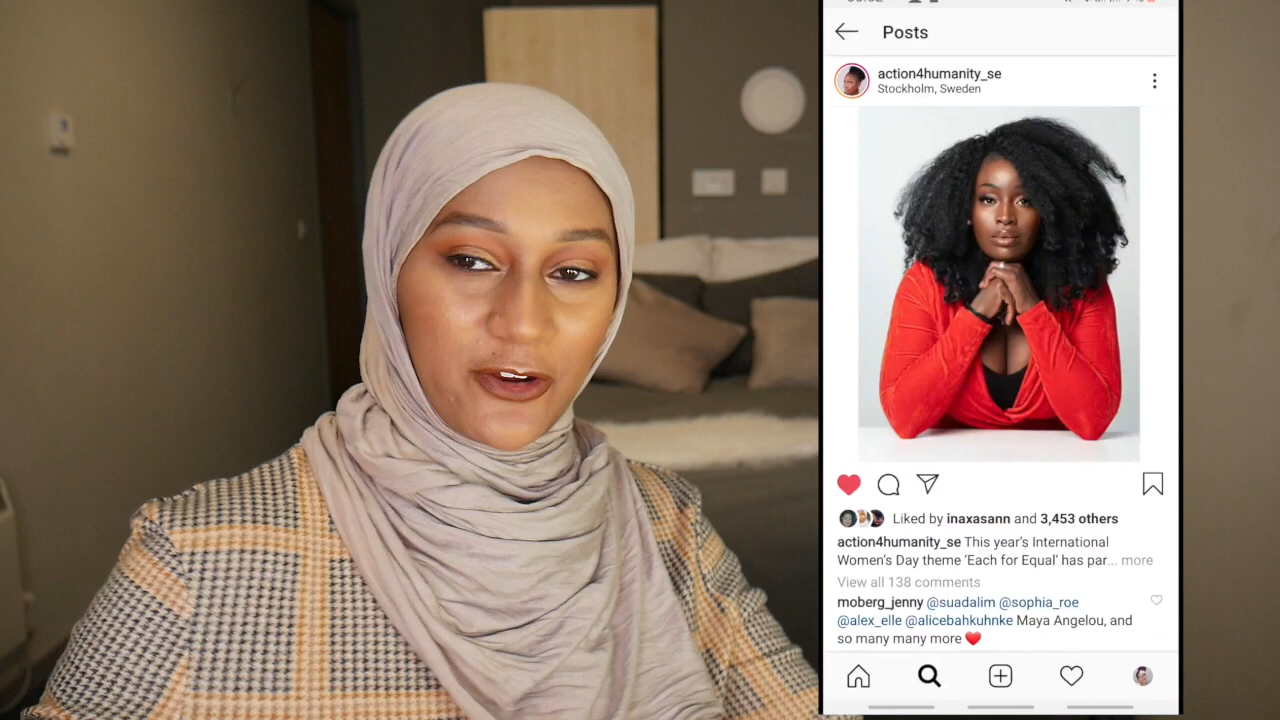 Posts
action4humanity_se
Stockholm, Sweden
Liked by inaxasann and 3,453 others
action4humanity_se This year's International
Women's Day theme 'Each for Equal' has par... more
View all 138 comments
moberg_jenny @suadalim @sophia_roe
@alex_elle @alicebahkuhnke Maya Angelou, and
so many many more ❤️